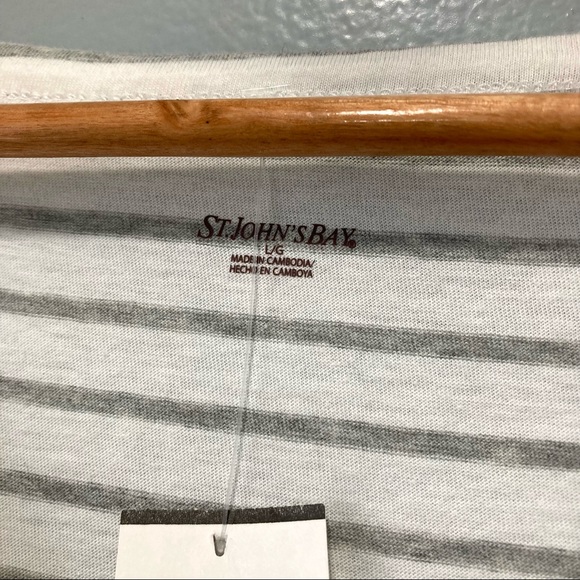 ST. JOHN'S BAY®
L/G
MADE IN CAMBODIA/
HECHO EN CAMBOYA